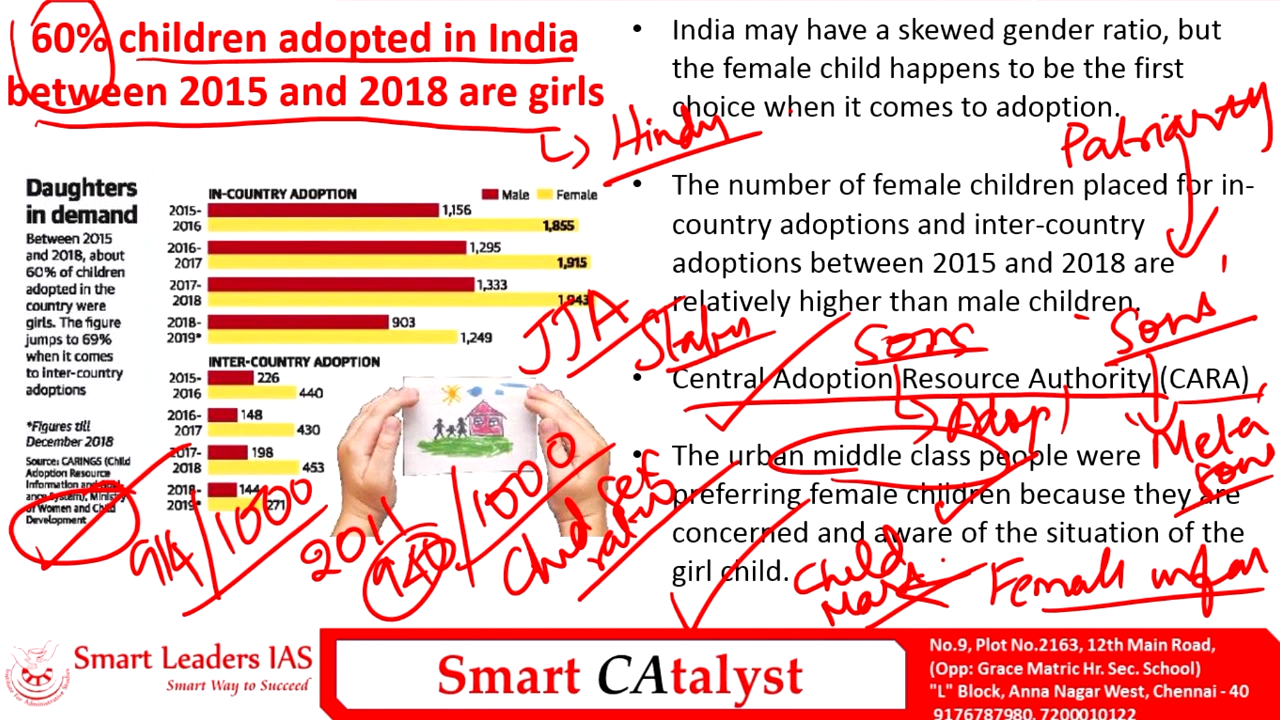 60% children adopted in India
between 2015 and 2018 are girls
Hindu
Daughters
in demand
Between 2015
and 2018, about
60% of children
adopted in the
country were
girls. The figure
jumps to 69%
when it comes
to inter-country
adoptions
*Figures till
December 2018
Source: CARINGS (Child
Adoption Resource
Information and
System), Ministry
of Women and Child
Development
IN-COUNTRY ADOPTION
Male Female
2015-
2016
1,156
1,855
2016-
2017
1,295
1,915
2017-
2018
1,333
1,943
2018-
2019*
903
1,249
INTER-COUNTRY ADOPTION
2015-
2016
226
440
2016-
2017
148
430
2017-
2018
198
453
2018-
2019*
144
271
914/1000
2011
940/1000
Child sex
ratio
JJA
• India may have a skewed gender ratio, but
the female child happens to be the first
choice when it comes to adoption.
Patriarchy
• The number of female children placed for in-
country adoptions and inter-country
adoptions between 2015 and 2018 are
relatively higher than male children.
Status
Sons
Sons
• Central Adoption Resource Authority (CARA)
Adopt
Meta
Sons
• The urban middle class people were
preferring female children because they are
concerned and aware of the situation of the
girl child.
Child
Female infan
Smart Leaders IAS
Smart Way to Succeed
Smart CAtalyst
No.9, Plot No.2163, 12th Main Road,
(Opp: Grace Matric Hr. Sec. School)
"L" Block, Anna Nagar West, Chennai - 40
9176787980, 7200010122